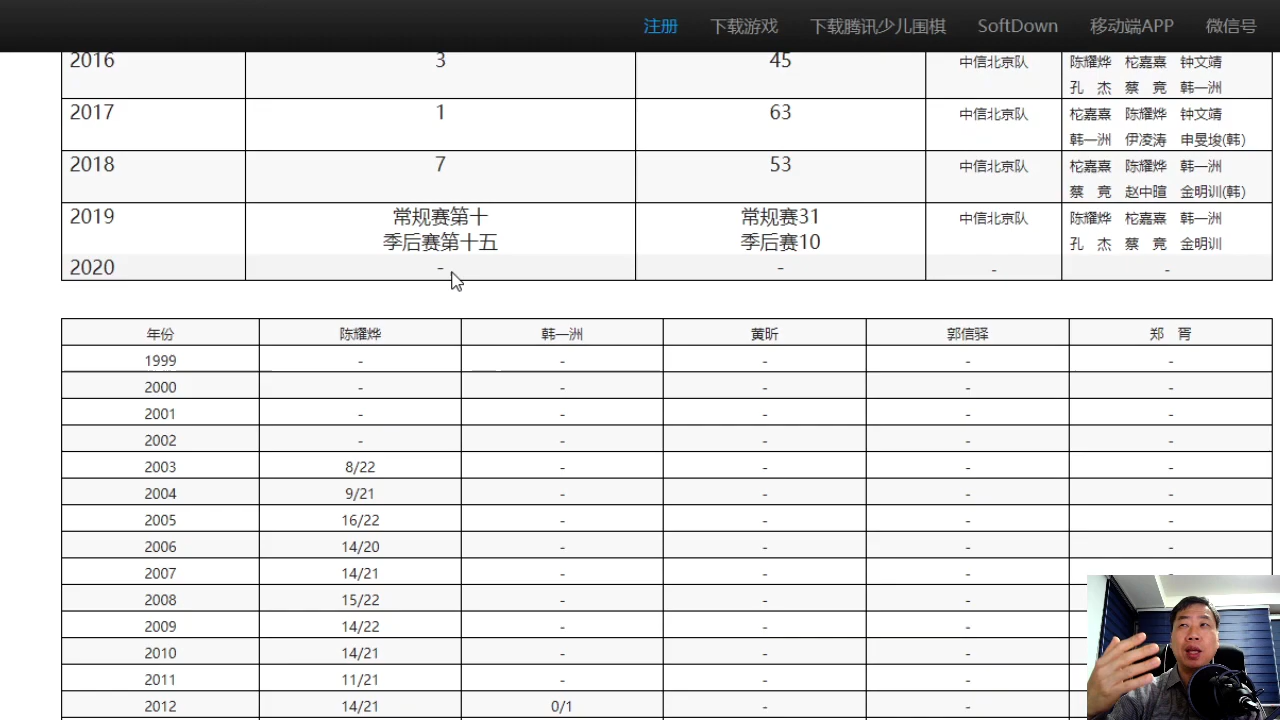 注册 下载游戏 下载腾讯少儿围棋 SoftDown 移动端APP 微信号
2016 3 45 中信北京队 陈耀烨 柁嘉熹 钟文靖
孔 杰 蔡 竞 韩一洲
2017 1 63 中信北京队 柁嘉熹 陈耀烨 钟文靖
韩一洲 伊凌涛 申旻埈(韩)
2018 7 53 中信北京队 柁嘉熹 陈耀烨 韩一洲
蔡 竞 赵中暄 金明训(韩)
2019 常规赛第十 常规赛31 中信北京队 陈耀烨 柁嘉熹 韩一洲
季后赛第十五 季后赛10 孔 杰 蔡 竞 金明训
2020 - - - -
年份 陈耀烨 韩一洲 黄昕 郭信驿 郑 胥
1999 - - - - -
2000 - - - - -
2001 - - - - -
2002 - - - - -
2003 8/22 - - - -
2004 9/21 - - - -
2005 16/22 - - - -
2006 14/20 - - - -
2007 14/21 - - - -
2008 15/22 - - -
2009 14/22 - - -
2010 14/21 - - -
2011 11/21 - - -
2012 14/21 0/1 - -